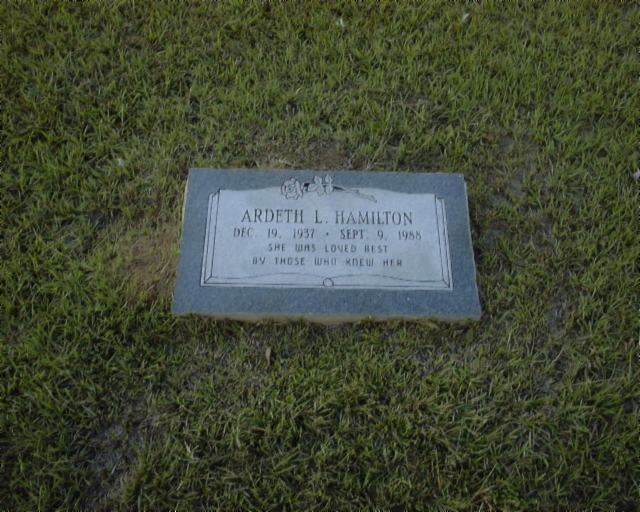 ARDETH L. HAMILTON
DEC. 19, 1937 • SEPT. 9, 1988
SHE WAS LOVED BEST
BY THOSE WHO KNEW HER